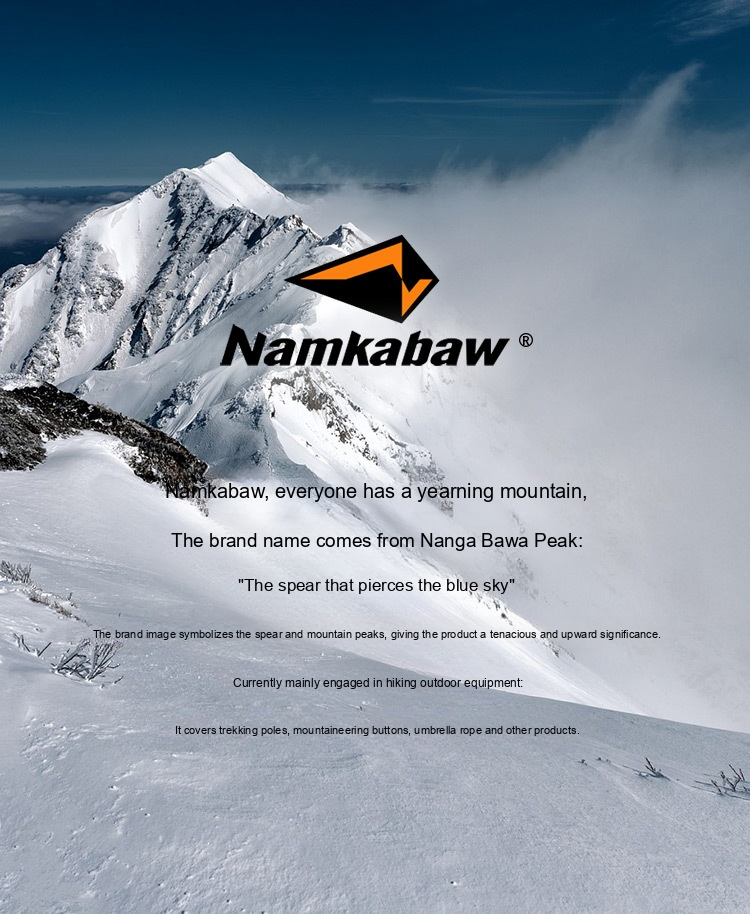 Namkabaw ®
Namkabaw, everyone has a yearning mountain,
The brand name comes from Nanga Bawa Peak:
"The spear that pierces the blue sky"
The brand image symbolizes the spear and mountain peaks, giving the product a tenacious and upward significance.
Currently mainly engaged in hiking outdoor equipment:
It covers trekking poles, mountaineering buttons, umbrella rope and other products.